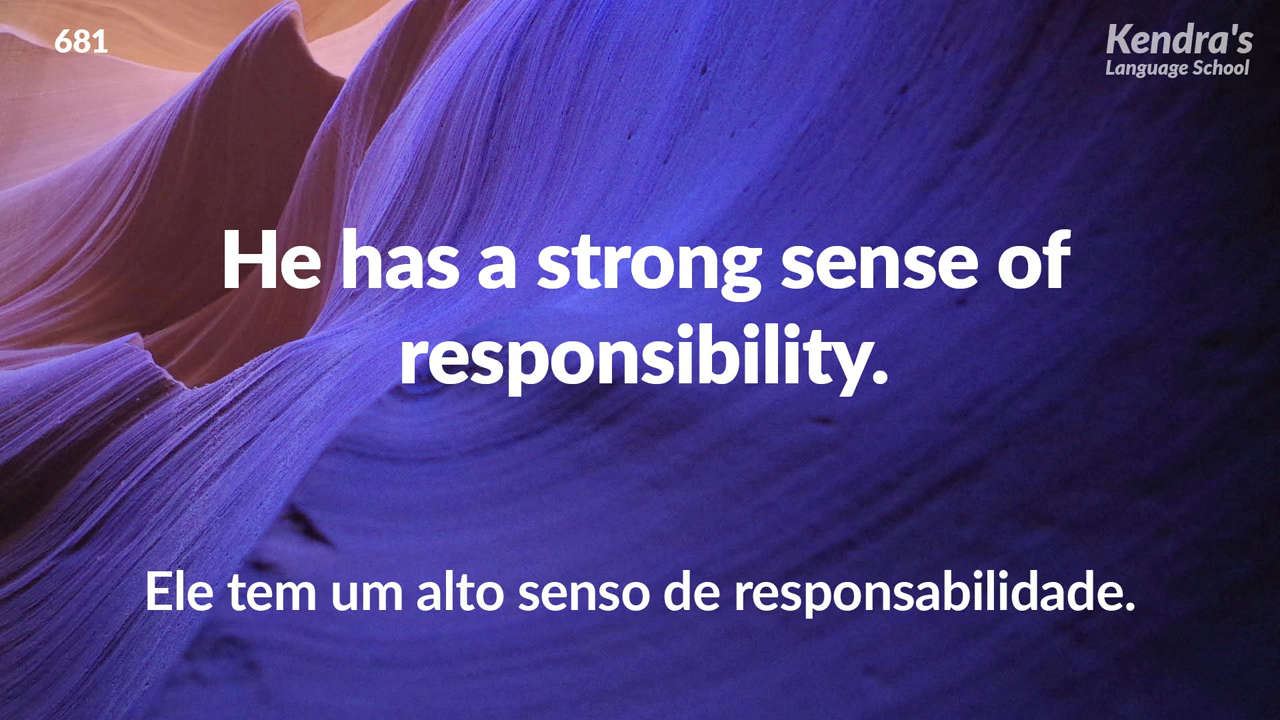 681
Kendra's
Language School
He has a strong sense of
responsibility.
Ele tem um alto senso de responsabilidade.